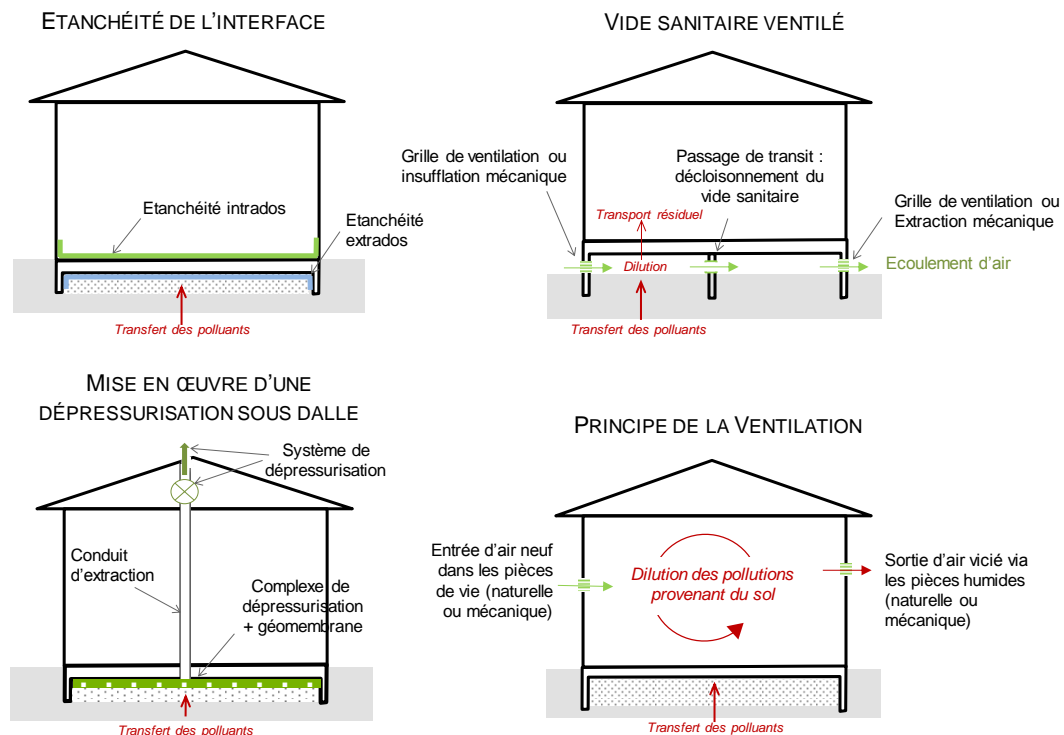 ETANCHÉITÉ DE L'INTERFACE
Etanchéité intrados
Etanchéité
extrados
Transfert des polluants
VIDE SANITAIRE VENTILÉ
Grille de ventilation ou
insufflation mécanique
Passage de transit :
décloisonnement du
vide sanitaire
Grille de ventilation ou
Extraction mécanique
Transport résiduel
Dilution
Ecoulement d'air
Transfert des polluants
MISE EN ŒUVRE D'UNE
DÉPRESSURISATION SOUS DALLE
Système de
dépressurisation
Conduit
d'extraction
Complexe de
dépressurisation
+ géomembrane
Transfert des polluants
PRINCIPE DE LA VENTILATION
Entrée d'air neuf
dans les pièces
de vie (naturelle
ou mécanique)
Dilution des pollutions
provenant du sol
Sortie d'air vicié via
les pièces humides
(naturelle ou
mécanique)
Transfert des polluants